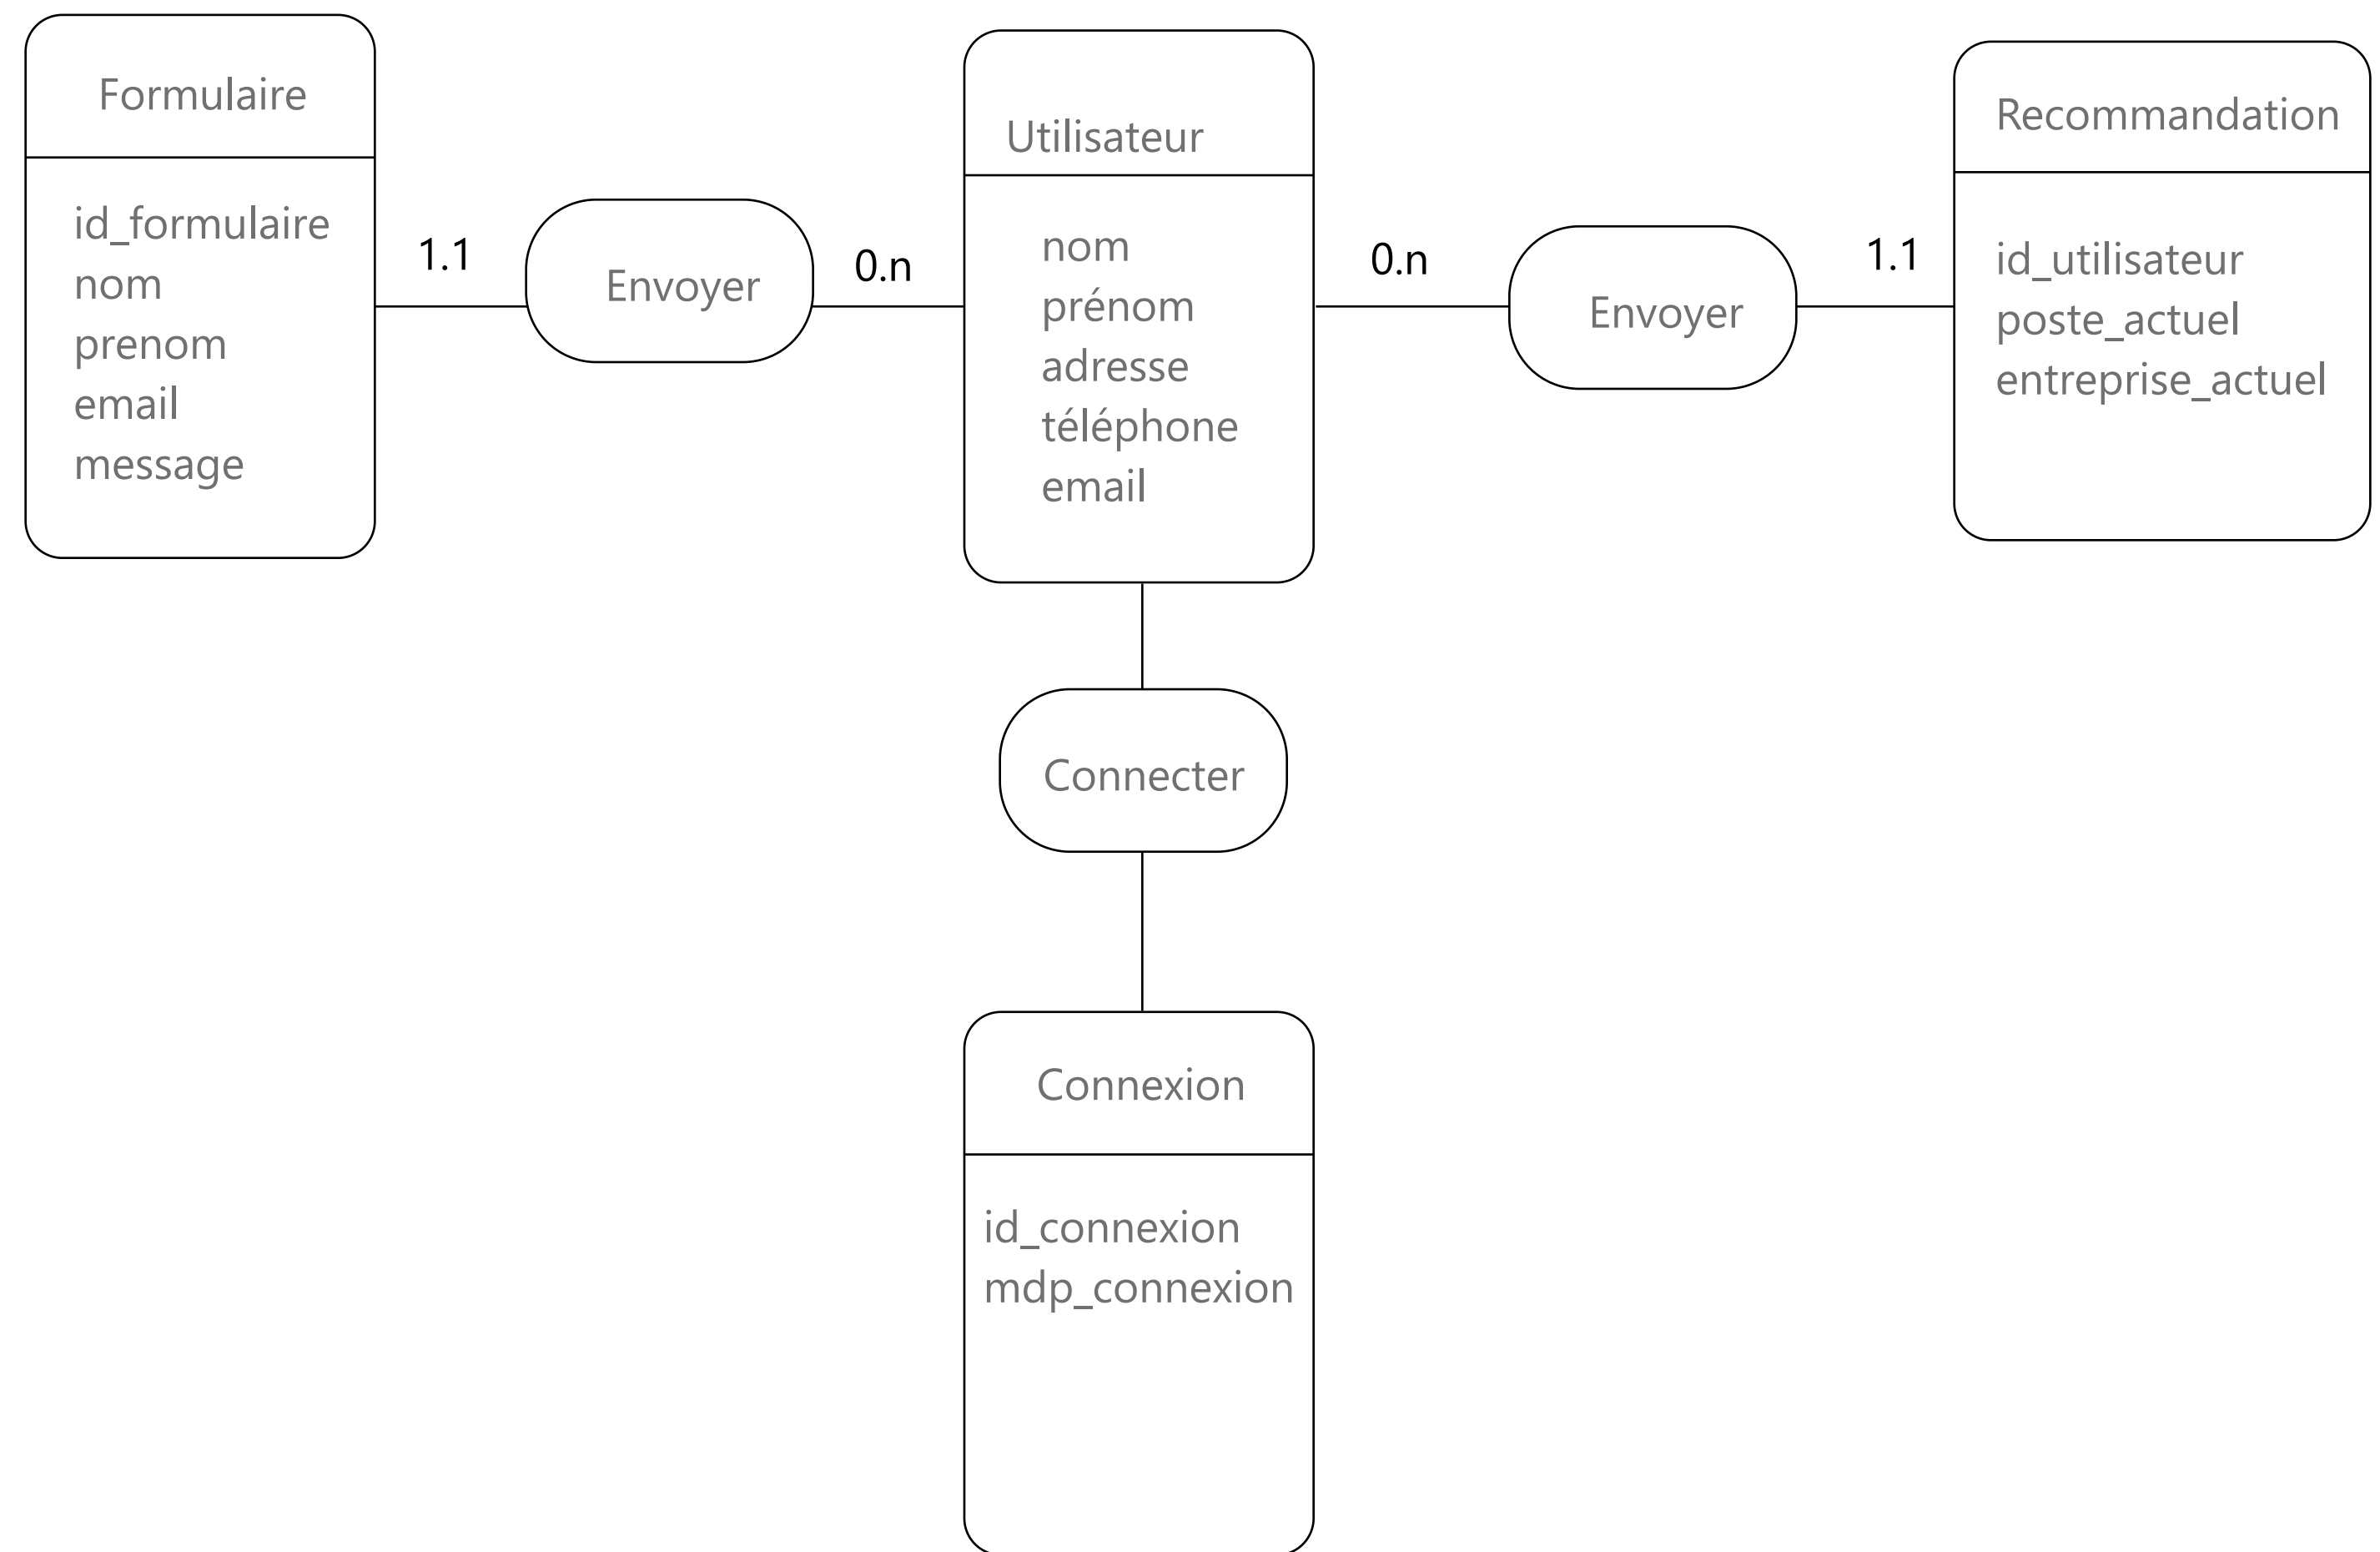 Formulaire
id_formulaire
nom
prenom
email
message
1.1
Envoyer
0.n
Utilisateur
nom
prénom
adresse
téléphone
email
0.n
Envoyer
1.1
Recommandation
id_utilisateur
poste_actuel
entreprise_actuel
Connecter
Connexion
id_connexion
mdp_connexion